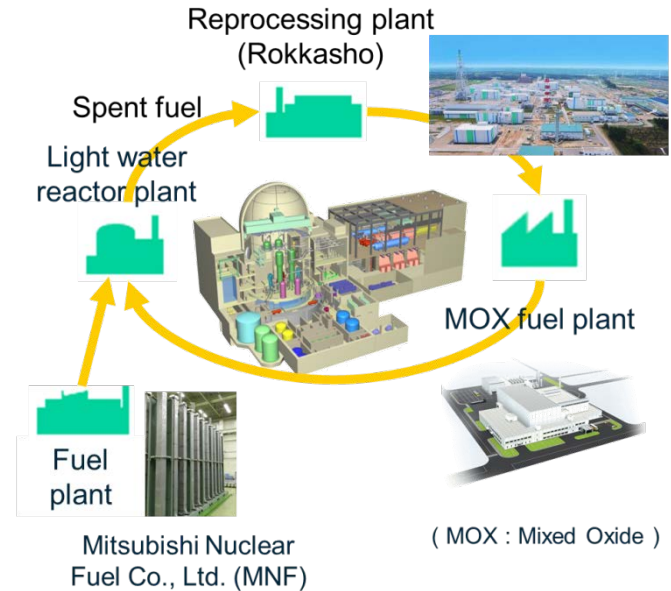 Reprocessing plant
(Rokkasho)
Spent fuel
Light water
reactor plant
MOX fuel plant
Fuel
plant
Mitsubishi Nuclear
Fuel Co., Ltd. (MNF)
( MOX : Mixed Oxide )